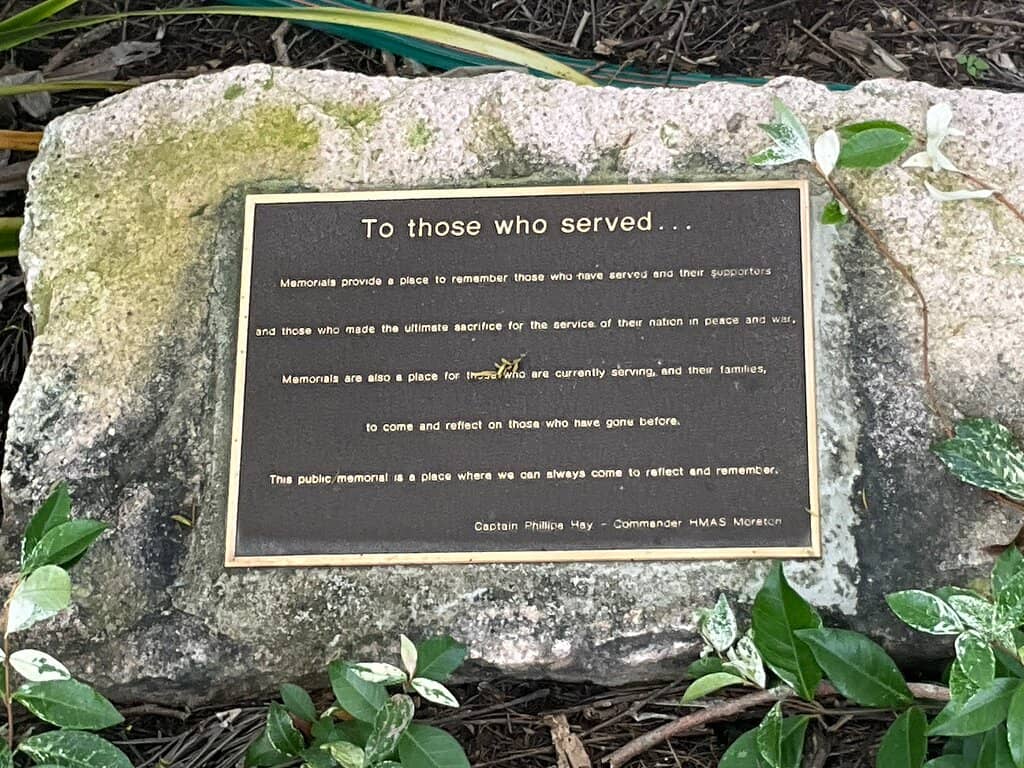 To those who served...
Memorials provide a place to remember those who have served and their supporters
and those who made the ultimate sacrifice for the service of their nation in peace and war,
Memorials are also a place for those who are currently serving, and their families,
to come and reflect on those who have gone before.
This public memorial is a place where we can always come to reflect and remember.
Captain Phillipa Hay - Commander HMAS Moreton